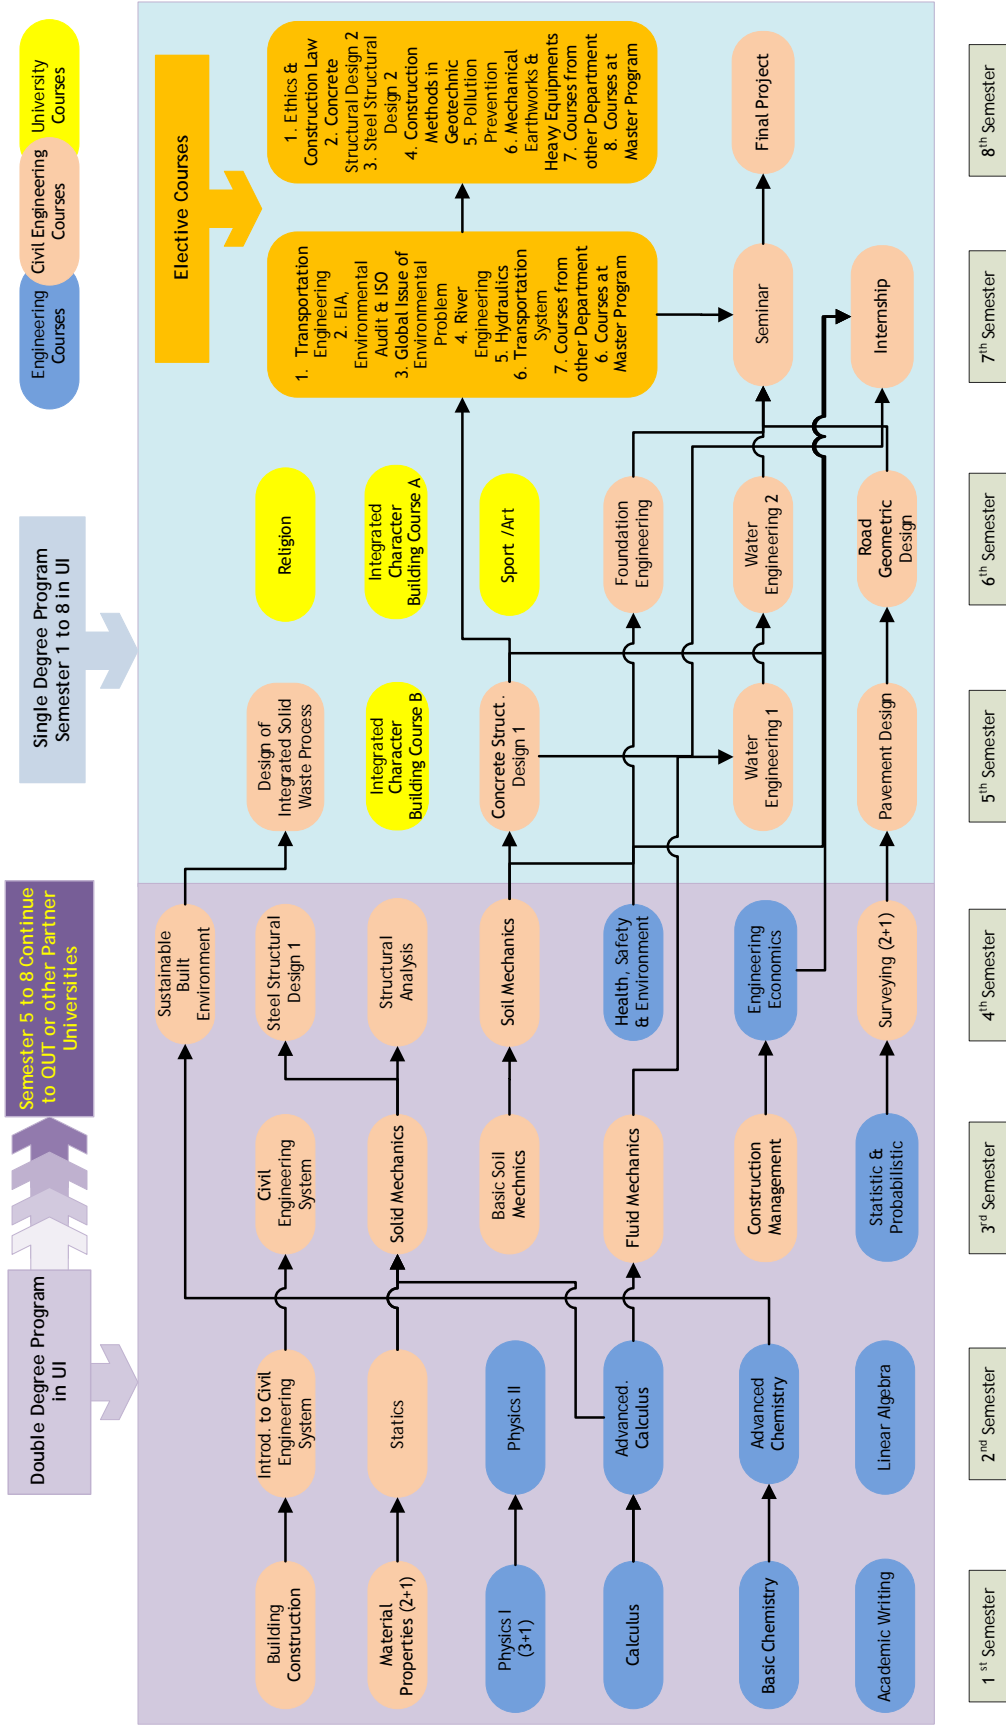 Double Degree Program
in UI
Semester 5 to 8 Continue
to QUT or other Partner
Universities
Single Degree Program
Semester 1 to 8 in UI
Engineering
Courses
Civil Engineering
Courses
University
Courses
Elective Courses
Building
Construction
Material
Properties (2+1)
Physics I
(3+1)
Calculus
Basic Chemistry
Academic Writing
Introd. to Civil
Engineering
System
Statics
Physics II
Advanced.
Calculus
Advanced
Chemistry
Linear Algebra
Civil
Engineering
System
Solid Mechanics
Basic Soil
Mechnics
Fluid Mechanics
Construction
Management
Statistic &
Probabilistic
Sustainable
Built
Environment
Steel Structural
Design 1
Structural
Analysis
Soil Mechanics
Health, Safety
& Environment
Engineering
Economics
Surveying (2+1)
Design of
Integrated Solid
Waste Process
Integrated
Character
Building Course B
Concrete Struct.
Design 1
Water
Engineering 1
Pavement Design
Religion
Integrated
Character
Building Course A
Sport /Art
Foundation
Engineering
Water
Engineering 2
Road
Geometric
Design
1. Transportation
Engineering
2. EIA,
Environmental
Audit & ISO
3. Global Issue of
Environmental
Problem
4. River
Engineering
5. Hydraulics
6. Transportation
System
7. Courses from
other Department
6. Courses at
Master Program
Seminar
Internship
1. Ethics &
Construction Law
2. Concrete
Structural Design 2
3. Steel Structural
Design 2
4. Construction
Methods in
Geotechnic
5. Pollution
Prevention
6. Mechanical
Earthworks &
Heavy Equipments
7. Courses from
other Department
8. Courses at
Master Program
Final Project
1 st Semester
2nd Semester
3rd Semester
4th Semester
5th Semester
6th Semester
7th Semester
8th Semester